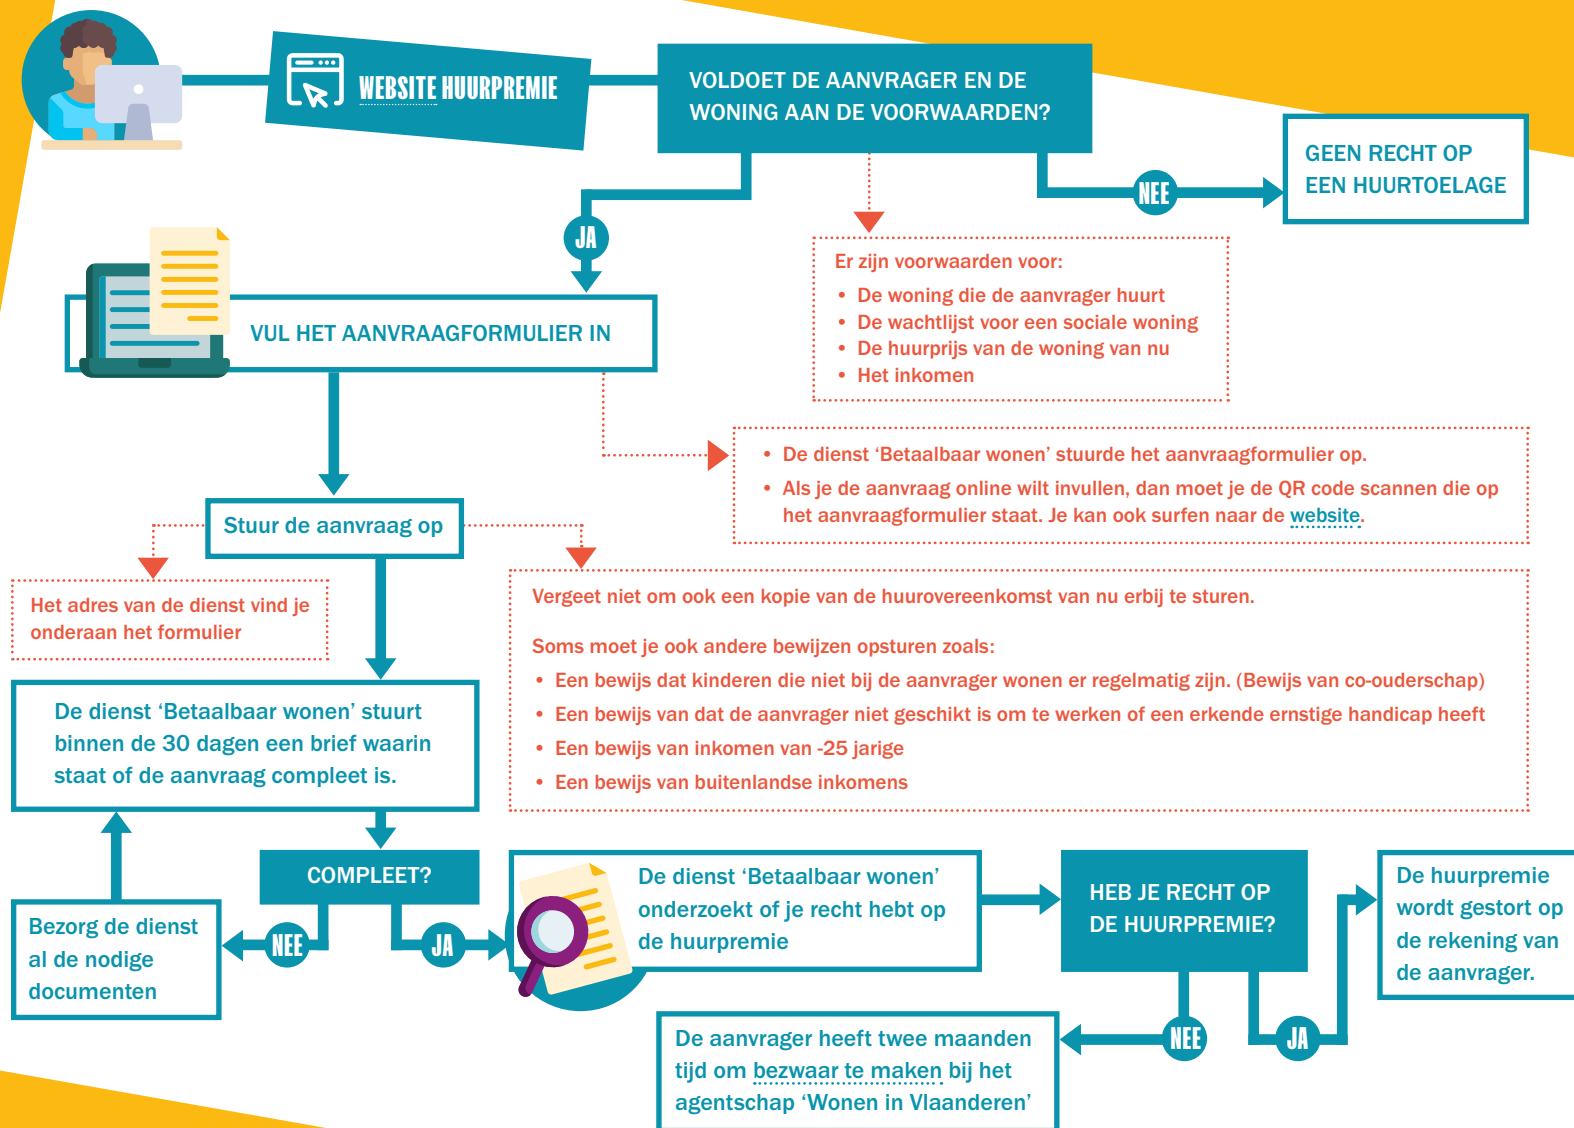 WEBSITE HUURPREMIE
VOLDOET DE AANVRAGER EN DE
WONING AAN DE VOORWAARDEN?
NEE
GEEN RECHT OP
EEN HUURTOELAGE
JA
Er zijn voorwaarden voor:
• De woning die de aanvrager huurt
• De wachtlijst voor een sociale woning
• De huurprijs van de woning van nu
• Het inkomen
VUL HET AANVRAAGFORMULIER IN
• De dienst ‘Betaalbaar wonen’ stuurde het aanvraagformulier op.
• Als je de aanvraag online wilt invullen, dan moet je de QR code scannen die op
het aanvraagformulier staat. Je kan ook surfen naar de website.
Stuur de aanvraag op
Het adres van de dienst vind je
onderaan het formulier
Vergeet niet om ook een kopie van de huurovereenkomst van nu erbij te sturen.
Soms moet je ook andere bewijzen opsturen zoals:
• Een bewijs dat kinderen die niet bij de aanvrager wonen er regelmatig zijn. (Bewijs van co-ouderschap)
• Een bewijs van dat de aanvrager niet geschikt is om te werken of een erkende ernstige handicap heeft
• Een bewijs van inkomen van -25 jarige
• Een bewijs van buitenlandse inkomens
De dienst ‘Betaalbaar wonen’ stuurt
binnen de 30 dagen een brief waarin
staat of de aanvraag compleet is.
COMPLEET?
NEE
JA
Bezorg de dienst
al de nodige
documenten
De dienst ‘Betaalbaar wonen’
onderzoekt of je recht hebt op
de huurpremie
HEB JE RECHT OP
DE HUURPREMIE?
De huurpremie
wordt gestort op
de rekening van
de aanvrager.
NEE
JA
De aanvrager heeft twee maanden
tijd om bezwaar te maken bij het
agentschap ‘Wonen in Vlaanderen’